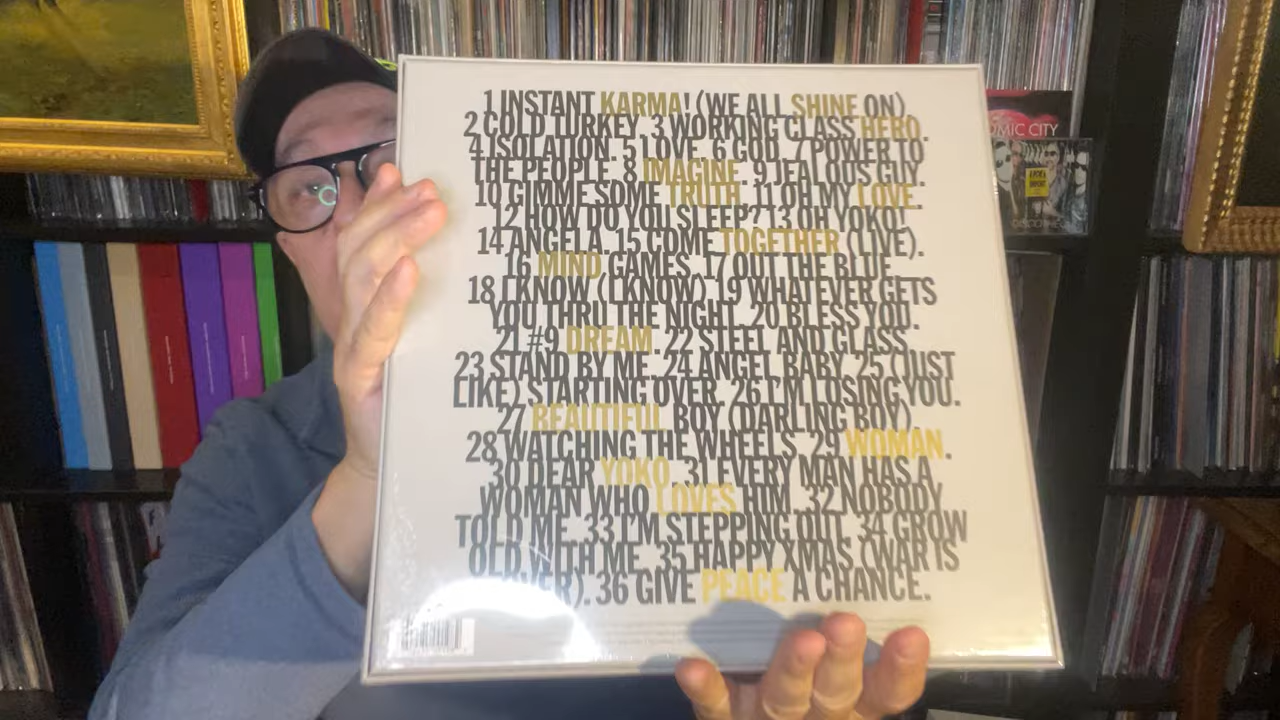 1 INSTANT KARMA! (WE ALL SHINE ON)
2 COLD TURKEY. 3 WORKING CLASS HERO.
4 ISOLATION. 5 LOVE. 6 GOD. 7 POWER TO
THE PEOPLE. 8 IMAGINE. 9 JEALOUS GUY.
10 GIMME SOME TRUTH. 11 OH MY LOVE.
12 HOW DO YOU SLEEP? 13 OH YOKO!
14 ANGELA. 15 COME TOGETHER (LIVE).
16 MIND GAMES. 17 OUT THE BLUE.
18 I KNOW (I KNOW). 19 WHATEVER GETS
YOU THRU THE NIGHT. 20 BLESS YOU.
21 #9 DREAM. 22 STEEL AND GLASS.
23 STAND BY ME. 24 ANGEL BABY. 25 (JUST
LIKE) STARTING OVER. 26 I'M LOSING YOU.
27 BEAUTIFUL BOY (DARLING BOY).
28 WATCHING THE WHEELS. 29 WOMAN.
30 DEAR YOKO. 31 EVERY MAN HAS A
WOMAN WHO LOVES HIM. 32 NOBODY
TOLD ME. 33 I'M STEPPING OUT. 34 GROW
OLD WITH ME. 35 HAPPY XMAS (WAR IS
OVER). 36 GIVE PEACE A CHANCE.
OMIC CITY